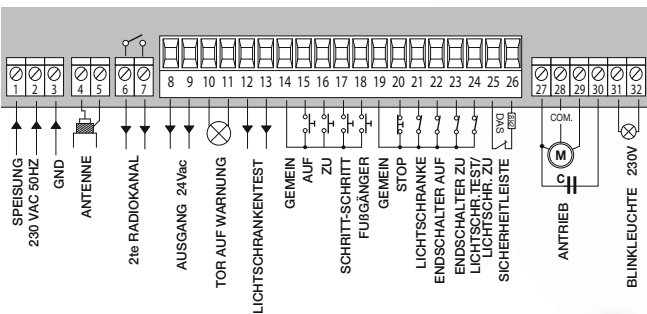 1 2 3 4 5 6 7 8 9 10 11 12 13 14 15 16 17 18 19 20 21 22 23 24 25 26 27 28 29 30 31 32
SPEISUNG
230 VAC 50HZ
GND
ANTENNE
2te RADIOKANAL
AUSGANG 24Vac
TOR AUF WARNUNG
LICHTSCHRANKENTEST
GEMEIN
AUF
ZU
SCHRITT-SCHRITT
FUßGÄNGER
GEMEIN
STOP
LICHTSCHRANKE
ENDSCHALTER AUF
ENDSCHALTER ZU
LICHTSCHR.TEST/
LICHTSCHR. ZU
SICHERHEITLEISTE
DAS
8K2
COM.
M
C
ANTRIEB
BLINKLEUCHTE 230V